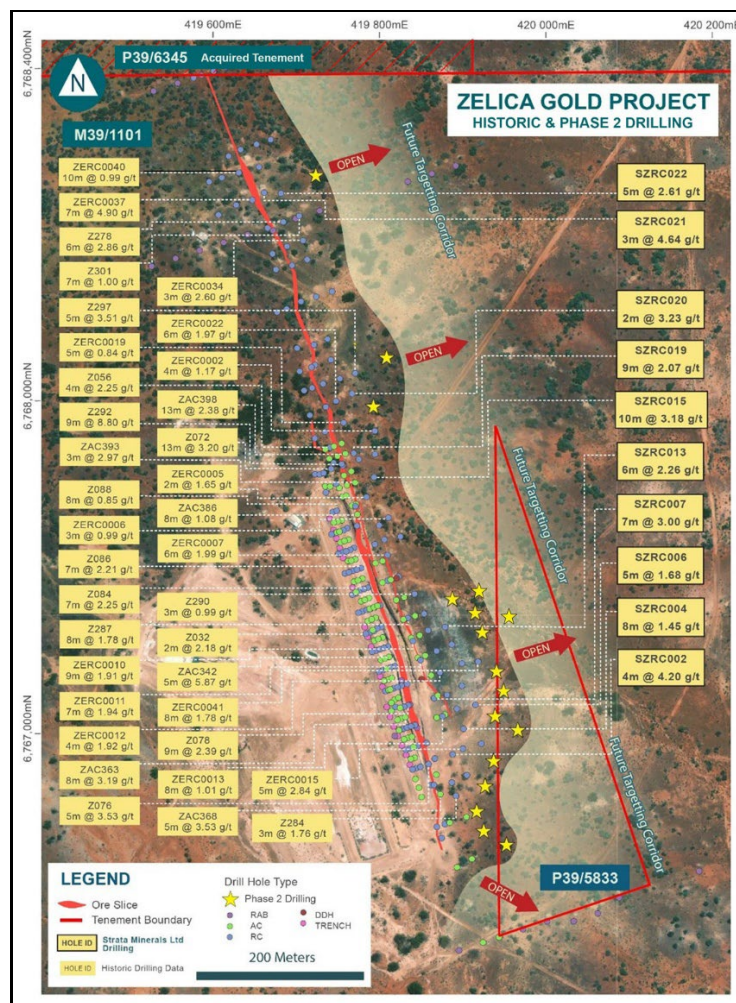 419 600mE
419 800mE
420 000mE
420 200mE
6,768,400mN
6,768,000mN
6,767,000mN
P39/6345 Acquired Tenement
N
M39/1101
ZELICA GOLD PROJECT
HISTORIC & PHASE 2 DRILLING
ZERC0040
10m @ 0.99 g/t
ZERC0037
7m @ 4.90 g/t
Z278
6m @ 2.86 g/t
Z301
7m @ 1.00 g/t
Z297
5m @ 3.51 g/t
ZERC0019
5m @ 0.84 g/t
Z056
4m @ 2.25 g/t
Z292
9m @ 8.80 g/t
ZAC393
3m @ 2.97 g/t
Z088
8m @ 0.85 g/t
ZERC0006
3m @ 0.99 g/t
Z086
7m @ 2.21 g/t
Z084
7m @ 2.25 g/t
Z287
8m @ 1.78 g/t
ZERC0010
9m @ 1.91 g/t
ZERC0011
7m @ 1.94 g/t
ZERC0012
4m @ 1.92 g/t
ZAC363
8m @ 3.19 g/t
Z076
5m @ 3.53 g/t
ZERC0034
3m @ 2.60 g/t
ZERC0022
6m @ 1.97 g/t
ZERC0002
4m @ 1.17 g/t
ZAC398
13m @ 2.38 g/t
Z072
13m @ 3.20 g/t
ZERC0005
2m @ 1.65 g/t
ZAC386
8m @ 1.08 g/t
ZERC0007
6m @ 1.99 g/t
Z290
3m @ 0.99 g/t
Z032
2m @ 2.18 g/t
ZAC342
5m @ 5.87 g/t
ZERC0041
8m @ 1.78 g/t
Z078
9m @ 2.39 g/t
ZERC0013
8m @ 1.01 g/t
ZAC368
5m @ 3.53 g/t
ZERC0015
5m @ 2.84 g/t
Z284
3m @ 1.76 g/t
OPEN
OPEN
OPEN
OPEN
Future Targetting Corridor
Future Targetting Corridor
Future Targetting Corridor
SZRC022
5m @ 2.61 g/t
SZRC021
3m @ 4.64 g/t
SZRC020
2m @ 3.23 g/t
SZRC019
9m @ 2.07 g/t
SZRC015
10m @ 3.18 g/t
SZRC013
6m @ 2.26 g/t
SZRC007
7m @ 3.00 g/t
SZRC006
5m @ 1.68 g/t
SZRC004
8m @ 1.45 g/t
SZRC002
4m @ 4.20 g/t
P39/5833
LEGEND
Ore Slice
Tenement Boundary
HOLE ID Strata Minerals Ltd
Drilling
HOLE ID Historic Drilling Data
Drill Hole Type
Phase 2 Drilling
RAB
AC
RC
DDH
TRENCH
200 Meters